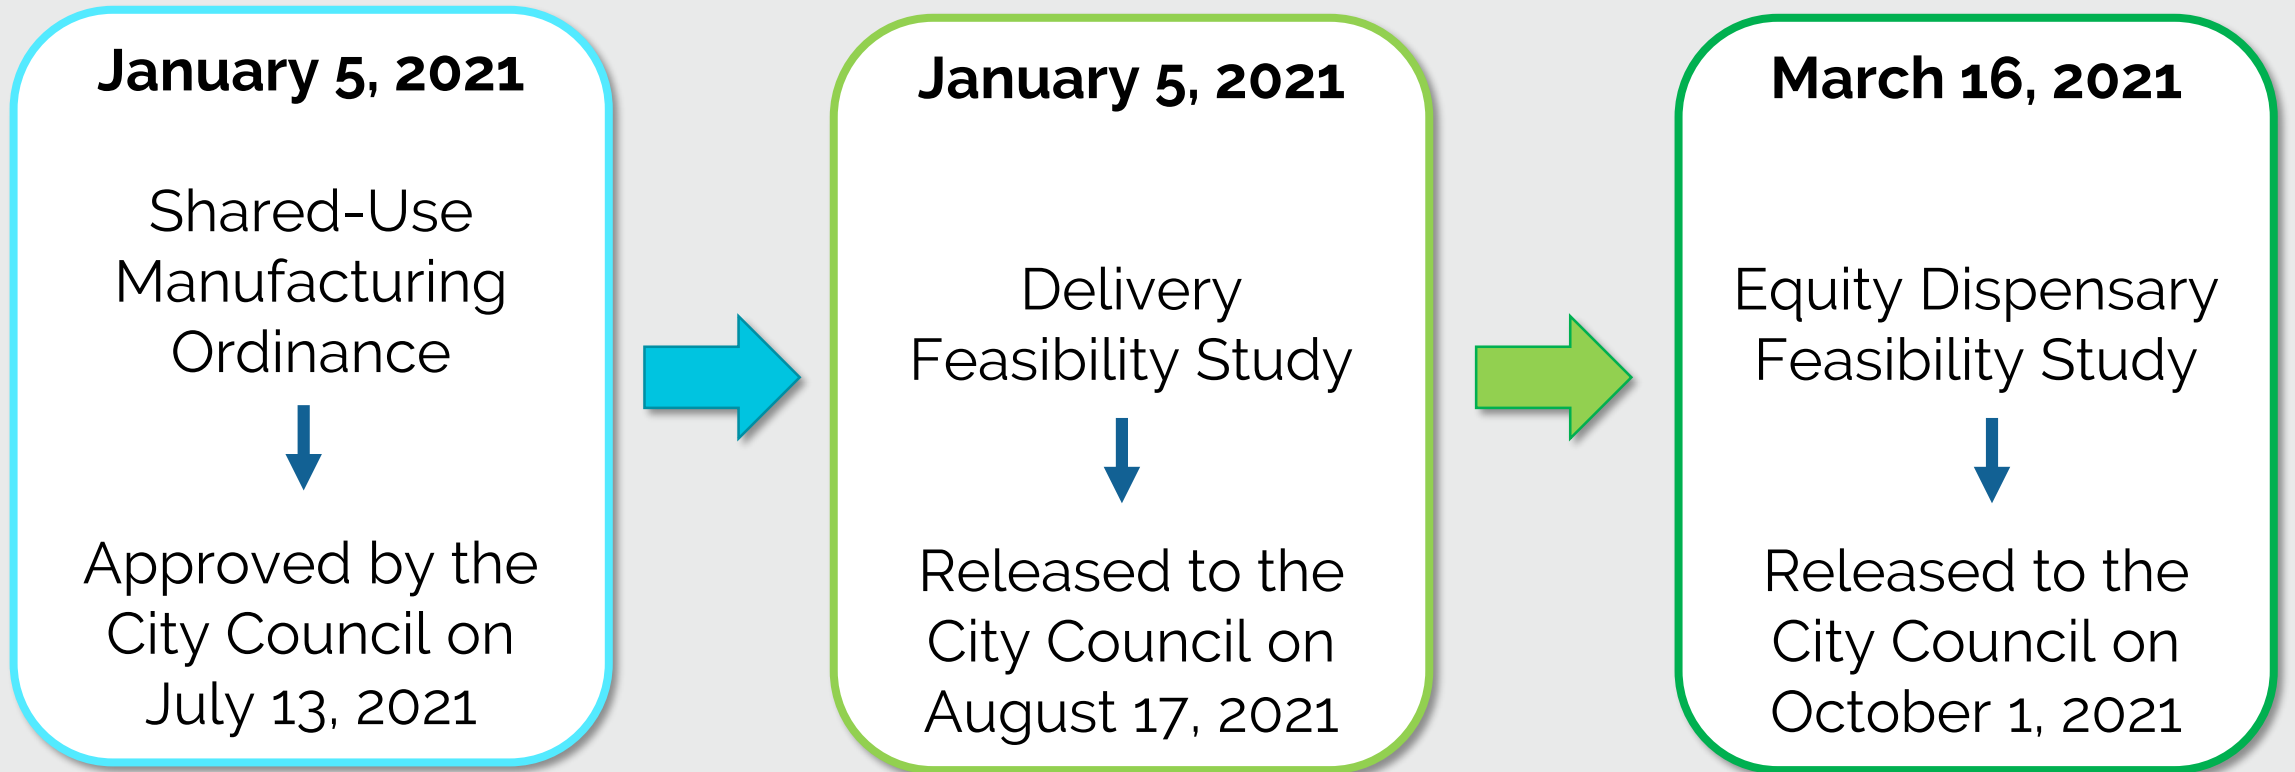 January 5, 2021
Shared-Use
Manufacturing
Ordinance
Approved by the
City Council on
July 13, 2021
January 5, 2021
Delivery
Feasibility Study
Released to the
City Council on
August 17, 2021
March 16, 2021
Equity Dispensary
Feasibility Study
Released to the
City Council on
October 1, 2021